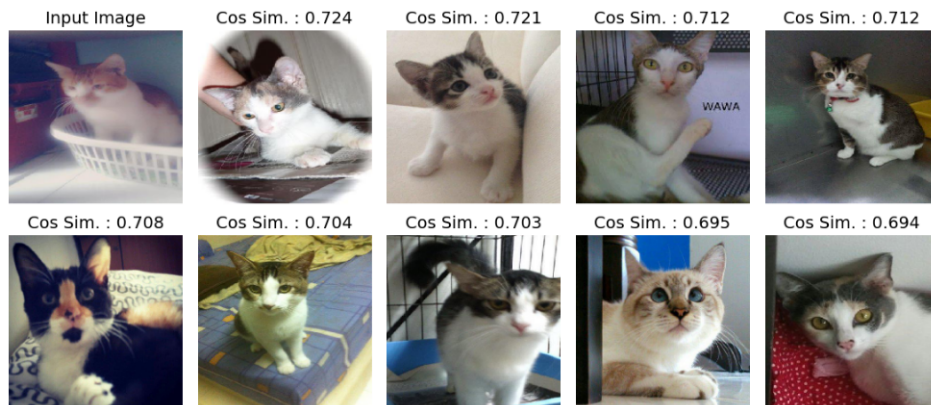 Input Image
Cos Sim. : 0.724
Cos Sim. : 0.721
Cos Sim. : 0.712
Cos Sim. : 0.712
WAWA
Cos Sim. : 0.708
Cos Sim. : 0.704
Cos Sim. : 0.703
Cos Sim. : 0.695
Cos Sim. : 0.694